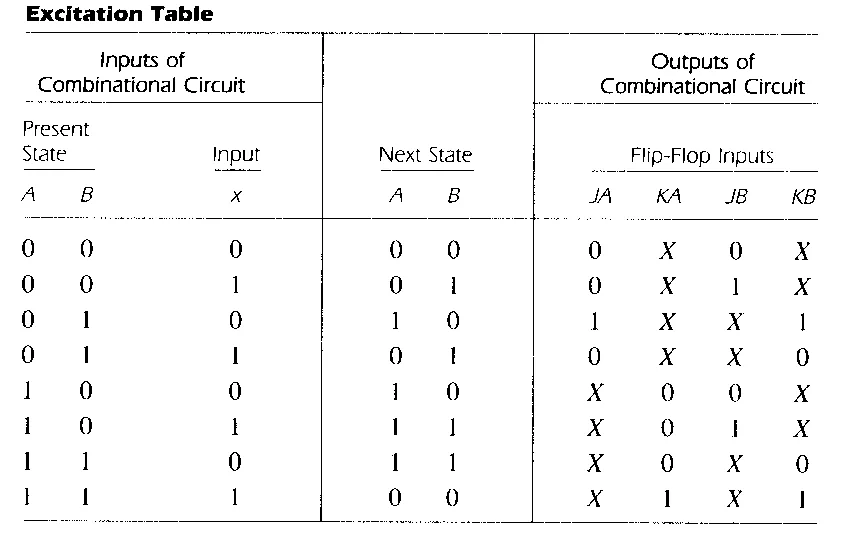 Excitation Table
Inputs of Outputs of
Combinational Circuit Combinational Circuit
Present
State Input Next State Flip-Flop Inputs
A B x A B JA KA JB KB
0 0 0 0 0 0 X 0 X
0 0 1 0 1 0 X 1 X
0 1 0 1 0 1 X X 1
0 1 1 0 1 0 X X 0
1 0 0 1 0 X 0 0 X
1 0 1 1 1 X 0 1 X
1 1 0 1 1 X 0 X 0
1 1 1 0 0 X 1 X 1